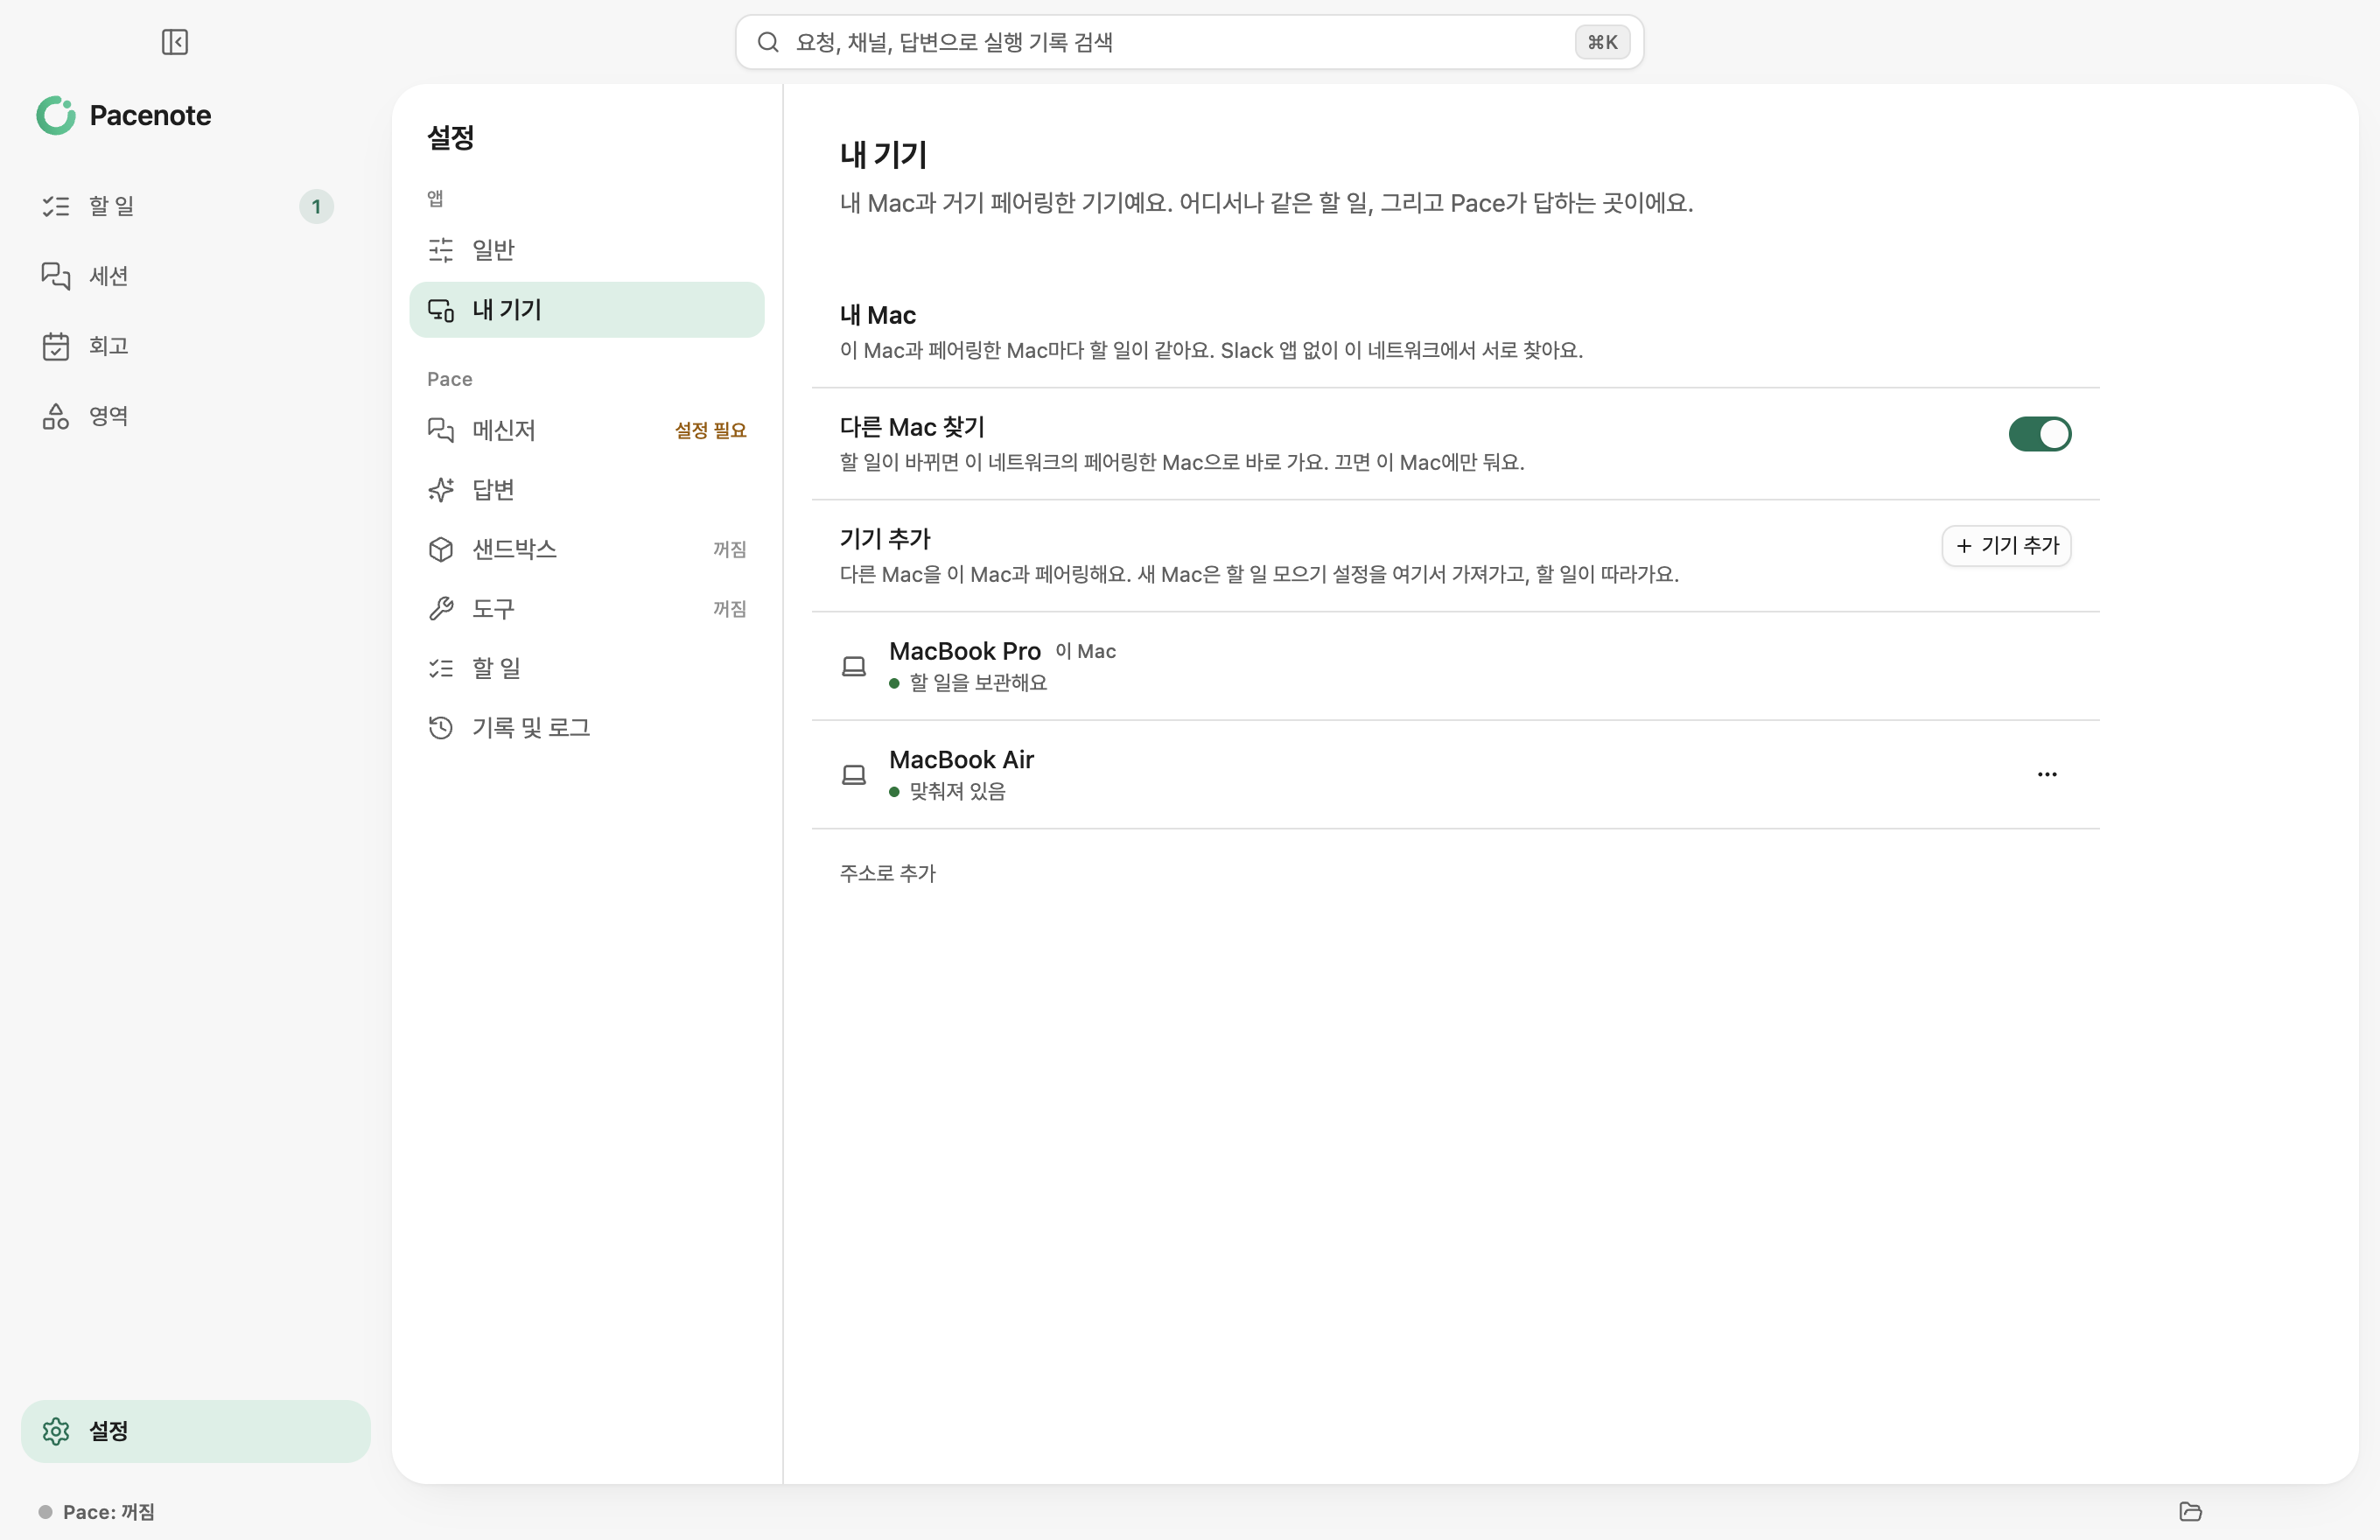 요청, 채널, 답변으로 실행 기록 검색
⌘K
Pacenote
할 일
1
세션
회고
영역
설정
Pace: 꺼짐
설정
앱
일반
내 기기
Pace
메신저
설정 필요
답변
샌드박스
꺼짐
도구
꺼짐
할 일
기록 및 로그
내 기기
내 Mac과 거기 페어링한 기기예요. 어디서나 같은 할 일, 그리고 Pace가 답하는 곳이에요.
내 Mac
이 Mac과 페어링한 Mac마다 할 일이 같아요. Slack 앱 없이 이 네트워크에서 서로 찾아요.
다른 Mac 찾기
할 일이 바뀌면 이 네트워크의 페어링한 Mac으로 바로 가요. 끄면 이 Mac에만 둬요.
기기 추가
다른 Mac을 이 Mac과 페어링해요. 새 Mac은 할 일 모으기 설정을 여기서 가져가고, 할 일이 따라가요.
+ 기기 추가
MacBook Pro 이 Mac
할 일을 보관해요
MacBook Air
맞춰져 있음
주소로 추가